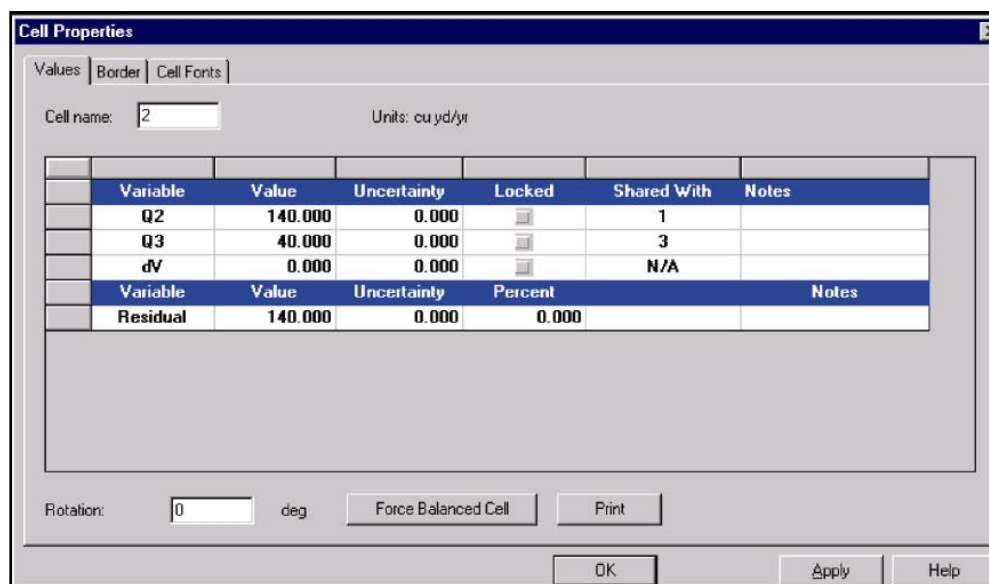 Cell Properties
Values Border Cell Fonts
Cell name: 2 Units: cu yd/yr
Variable Value Uncertainty Locked Shared With Notes
Q2 140.000 0.000 1
Q3 40.000 0.000 3
dV 0.000 0.000 N/A
Variable Value Uncertainty Percent Notes
Residual 140.000 0.000 0.000
Rotation: 0 deg Force Balanced Cell Print
OK Apply Help